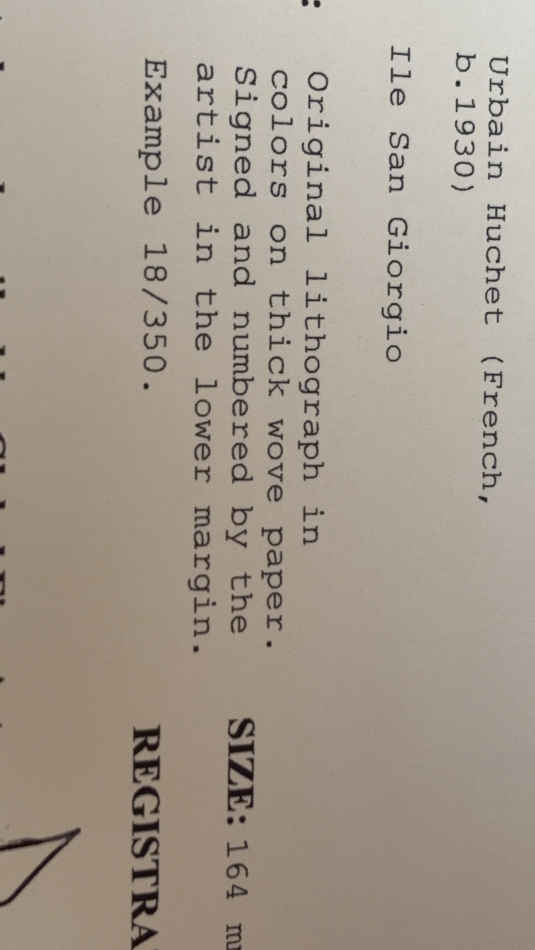 Urbain Huchet (French,
b.1930)
Ile San Giorgio
:
Original lithograph in
colors on thick wove paper.
Signed and numbered by the
artist in the lower margin.
SIZE: 164
Example 18/350.